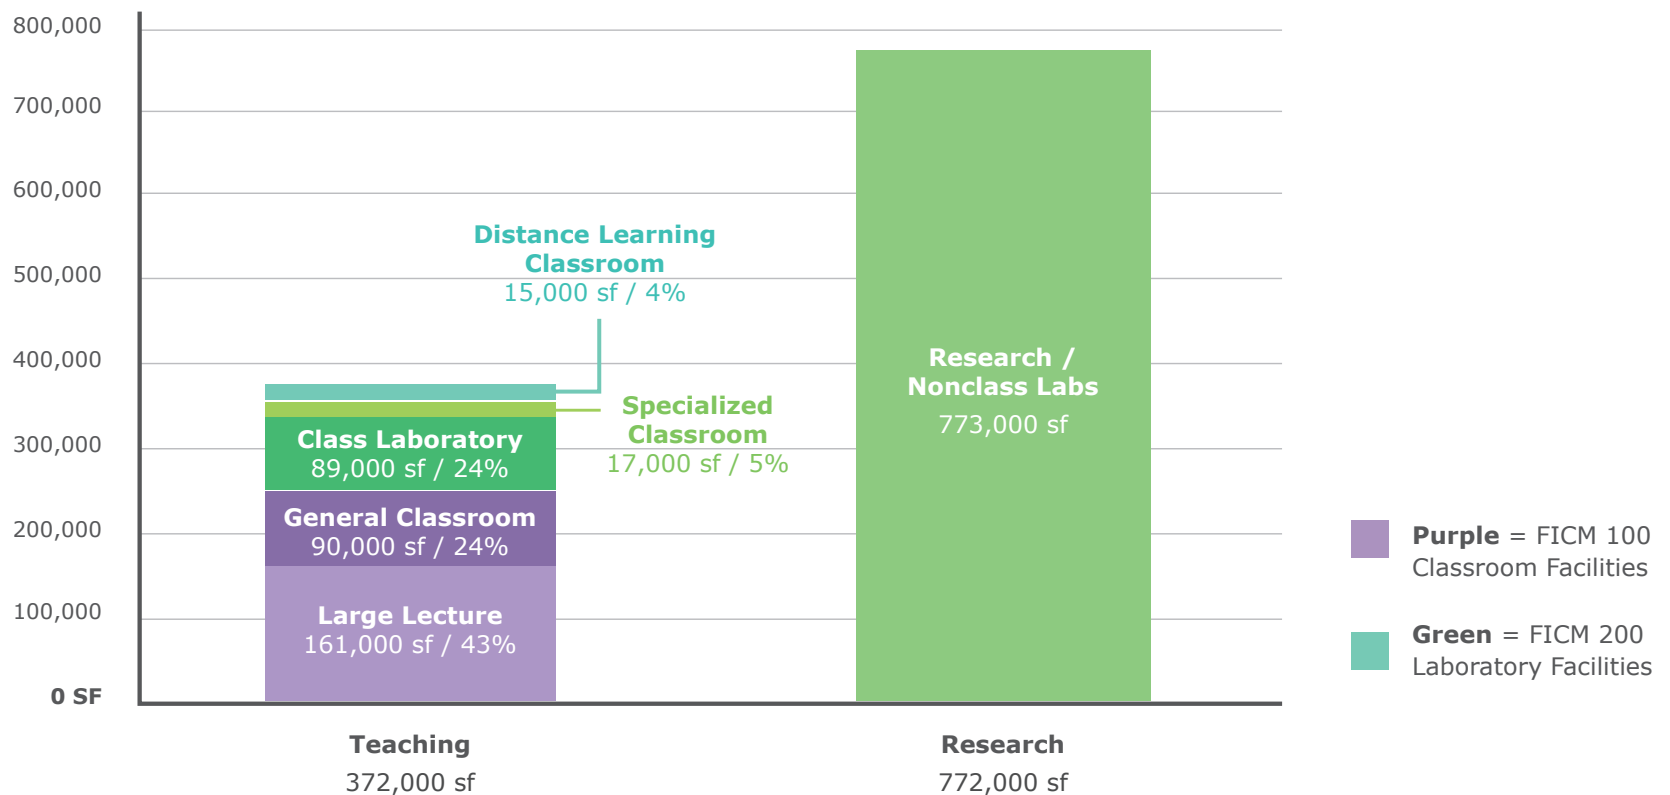 800,000
700,000
600,000
500,000
400,000
300,000
200,000
100,000
0 SF
Distance Learning
Classroom
15,000 sf / 4%
Specialized
Classroom
17,000 sf / 5%
Class Laboratory
89,000 sf / 24%
General Classroom
90,000 sf / 24%
Large Lecture
161,000 sf / 43%
Research /
Nonclass Labs
773,000 sf
Teaching
372,000 sf
Research
772,000 sf
Purple = FICM 100
Classroom Facilities
Green = FICM 200
Laboratory Facilities